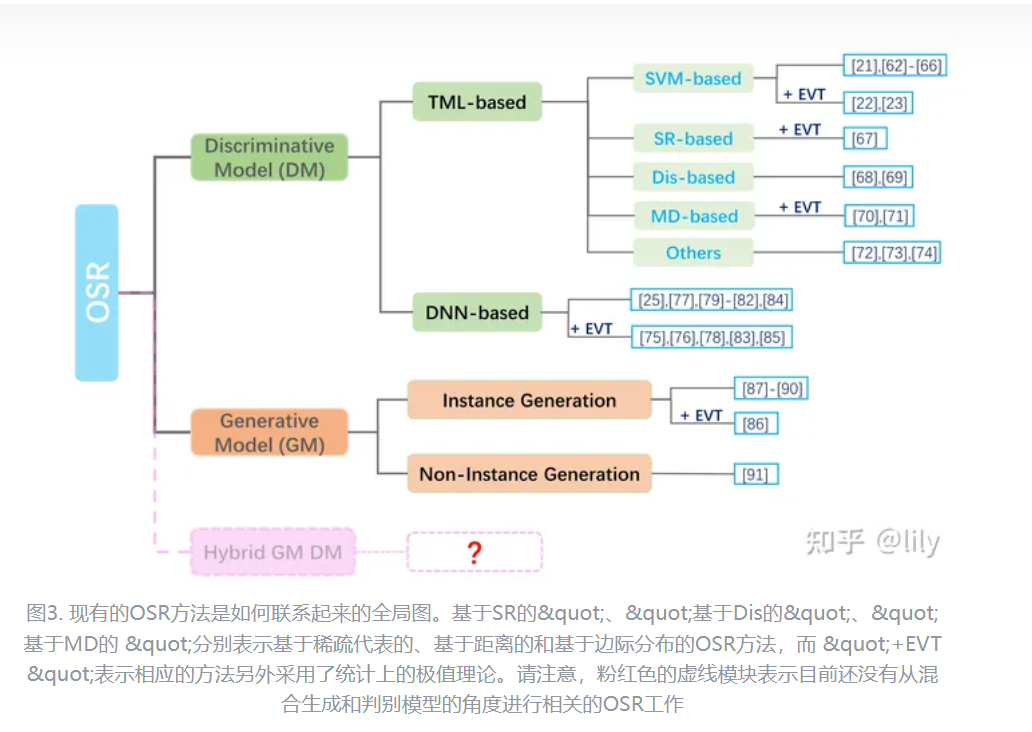 OSR
Discriminative
Model (DM)
TML-based
SVM-based
[21],[62]-[66]
+ EVT
[22],[23]
SR-based
+ EVT
[67]
Dis-based
[68],[69]
MD-based
+ EVT
[70],[71]
Others
[72],[73],[74]
DNN-based
[25],[77],[79]-[82],[84]
+ EVT
[75],[76],[78],[83],[85]
Generative
Model (GM)
Instance Generation
[87]-[90]
+ EVT
[86]
Non-Instance Generation
[91]
Hybrid GM DM
?
知乎 @lily
图3. 现有的OSR方法是如何联系起来的全局图。基于SR的&quot;、&quot;基于Dis的&quot;、&quot;
基于MD的 &quot;分别表示基于稀疏代表的、基于距离的和基于边际分布的OSR方法，而 &quot;+EVT
&quot;表示相应的方法另外采用了统计上的极值理论。请注意，粉红色的虚线模块表示目前还没有从混
合生成和判别模型的角度进行相关的OSR工作